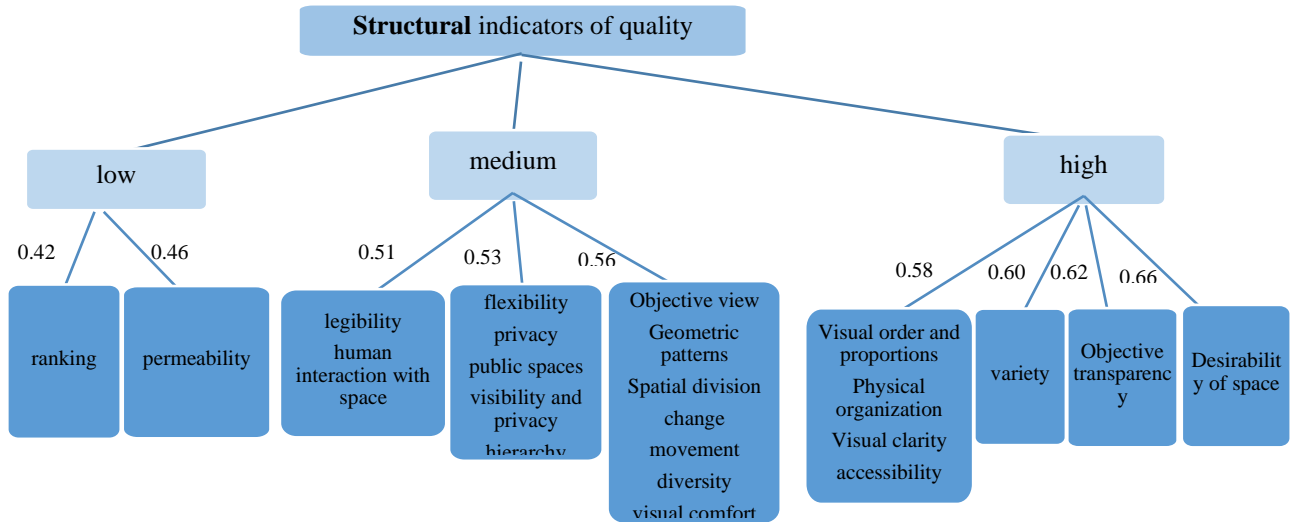 Structural indicators of quality
low
medium
high
0.42
0.46
0.51
0.53
0.56
0.58
0.60
0.62
0.66
ranking
permeability
legibility
human
interaction with
space
flexibility
privacy
public spaces
visibility and
privacy
hierarchy
Objective view
Geometric
patterns
Spatial division
change
movement
diversity
visual comfort
Visual order and
proportions
Physical
organization
Visual clarity
accessibility
variety
Objective
transparenc
y
Desirabilit
y of space